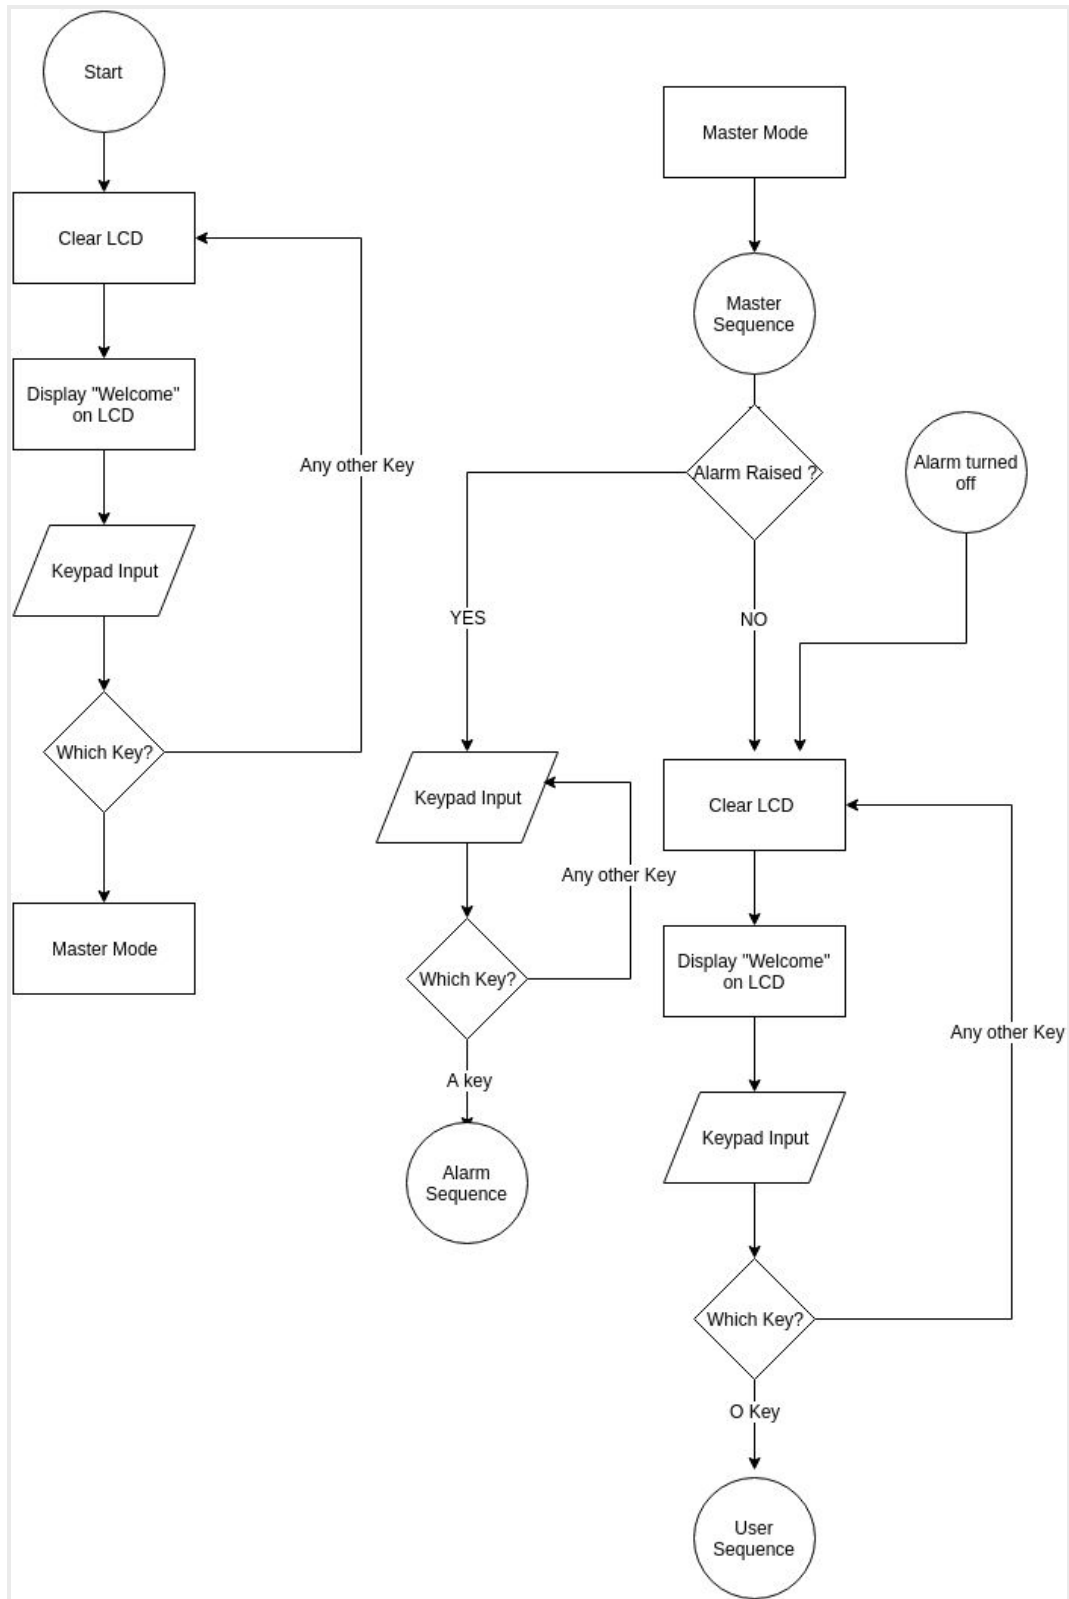 Start
Clear LCD
Display "Welcome"
on LCD
Any other Key
Keypad Input
Which Key?
Master Mode
Master Mode
Master
Sequence
Alarm Raised ?
Alarm turned
off
YES
NO
Keypad Input
Any other Key
Which Key?
A key
Alarm
Sequence
Clear LCD
Display "Welcome"
on LCD
Any other Key
Keypad Input
Which Key?
O Key
User
Sequence